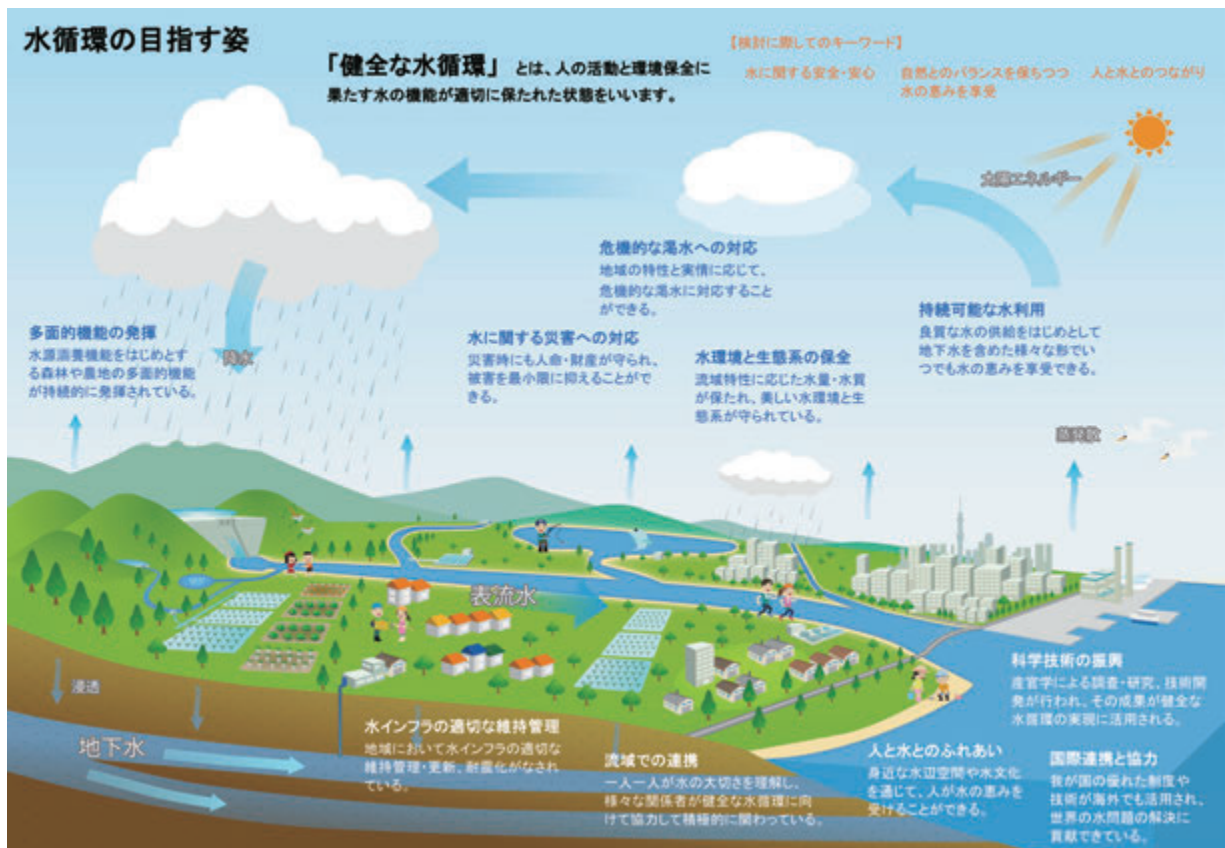 水循環の目指す姿
「健全な水循環」 とは、人の活動と環境保全に
果たす水の機能が適切に保たれた状態をいいます。
【検討に際してのキーワード】
水に関する安全・安心
自然とのバランスを保ちつつ
水の恵みを享受
人と水とのつながり
太陽エネルギー
危機的な渇水への対応
地域の特性と実情に応じて、
危機的な渇水に対応すること
ができる。
持続可能な水利用
良質な水の供給をはじめとして
地下水を含めた様々な形でい
つでも水の恵みを享受できる。
多面的機能の発揮
水源涵養機能をはじめとす
る森林や農地の多面的機能
が持続的に発揮されている。
降水
水に関する災害への対応
災害時にも人命・財産が守られ、
被害を最小限に抑えることがで
きる。
水環境と生態系の保全
流域特性に応じた水量・水質
が保たれ、美しい水環境と生
態系が守られている。
蒸発散
表流水
浸透
地下水
科学技術の振興
産官学による調査・研究、技術開
発が行われ、その成果が健全な
水循環の実現に活用される。
水インフラの適切な維持管理
地域において水インフラの適切な
維持管理・更新、耐震化がなされ
ている。
流域での連携
一人一人が水の大切さを理解し、
様々な関係者が健全な水循環に向
けて協力して積極的に関わっている。
人と水とのふれあい
身近な水辺空間や水文化
を通じて、人が水の恵みを
受けることができる。
国際連携と協力
我が国の優れた制度や
技術が海外でも活用され、
世界の水問題の解決に
貢献できている。